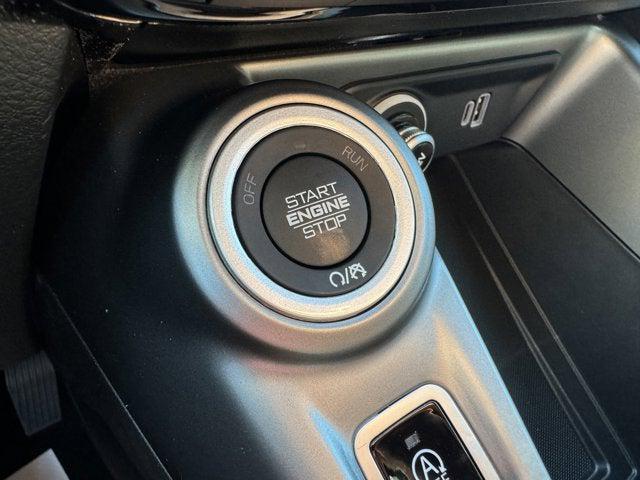 OFF
RUN
START
ENGINE
STOP
A